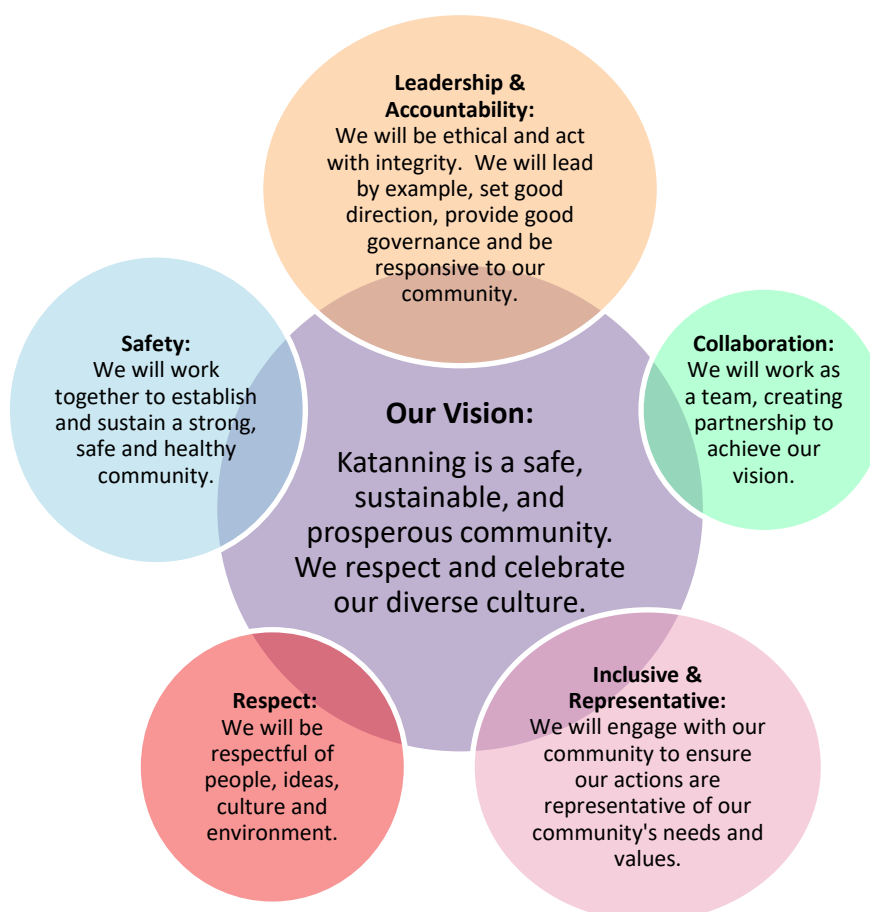 Leadership &
Accountability:
We will be ethical and act
with integrity.  We will lead
by example, set good
direction, provide good
governance and be
responsive to our
community.
Safety:
We will work
together to establish
and sustain a strong,
safe and healthy
community.
Collaboration:
We will work as
a team, creating
partnership to
achieve our
vision.
Our Vision:
Katanning is a safe,
sustainable, and
prosperous community.
We respect and celebrate
our diverse culture.
Respect:
We will be
respectful of
people, ideas,
culture and
environment.
Inclusive &
Representative:
We will engage with our
community to ensure
our actions are
representative of our
community's needs and
values.